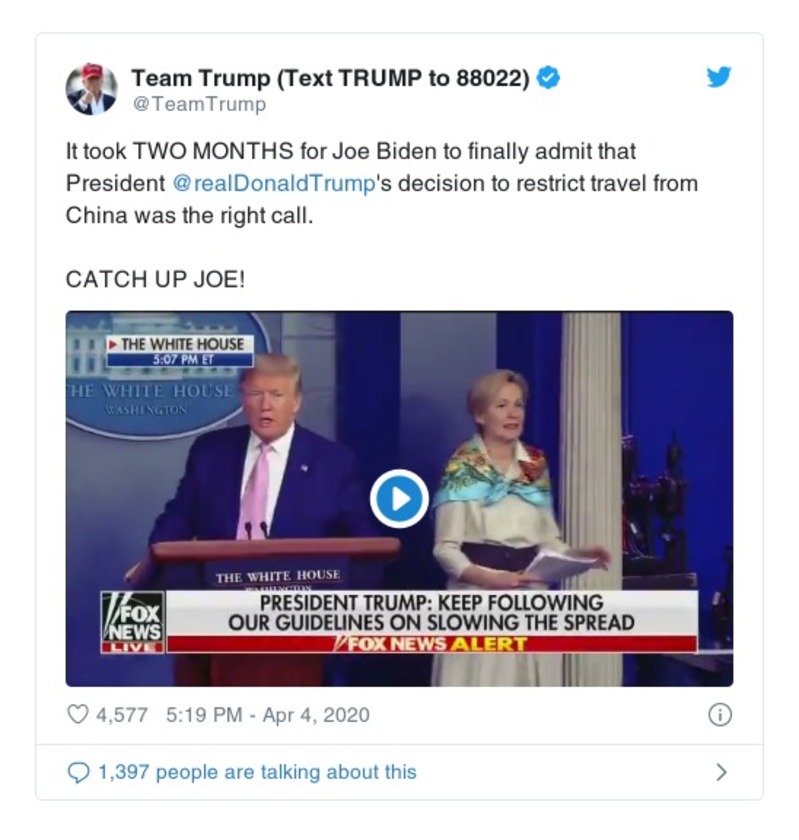 Team Trump (Text TRUMP to 88022)
@TeamTrump
It took TWO MONTHS for Joe Biden to finally admit that
President @realDonaldTrump's decision to restrict travel from
China was the right call.
CATCH UP JOE!
THE WHITE HOUSE
5:07 PM ET
THE WHITE HOUSE
WASHINGTON
THE WHITE HOUSE
WASHINGTON
FOX
NEWS
LIVE
PRESIDENT TRUMP: KEEP FOLLOWING
OUR GUIDELINES ON SLOWING THE SPREAD
FOX NEWS ALERT
4,577 5:19 PM - Apr 4, 2020
1,397 people are talking about this